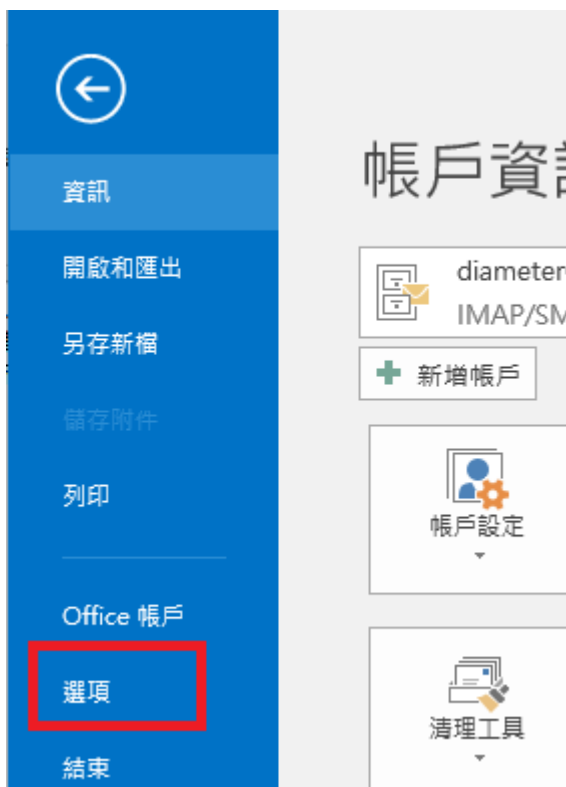 資訊
開啟和匯出
另存新檔
儲存附件
列印
Office 帳戶
選項
結束
帳戶資
diameter
IMAP/SM
新增帳戶
帳戶設定
清理工具